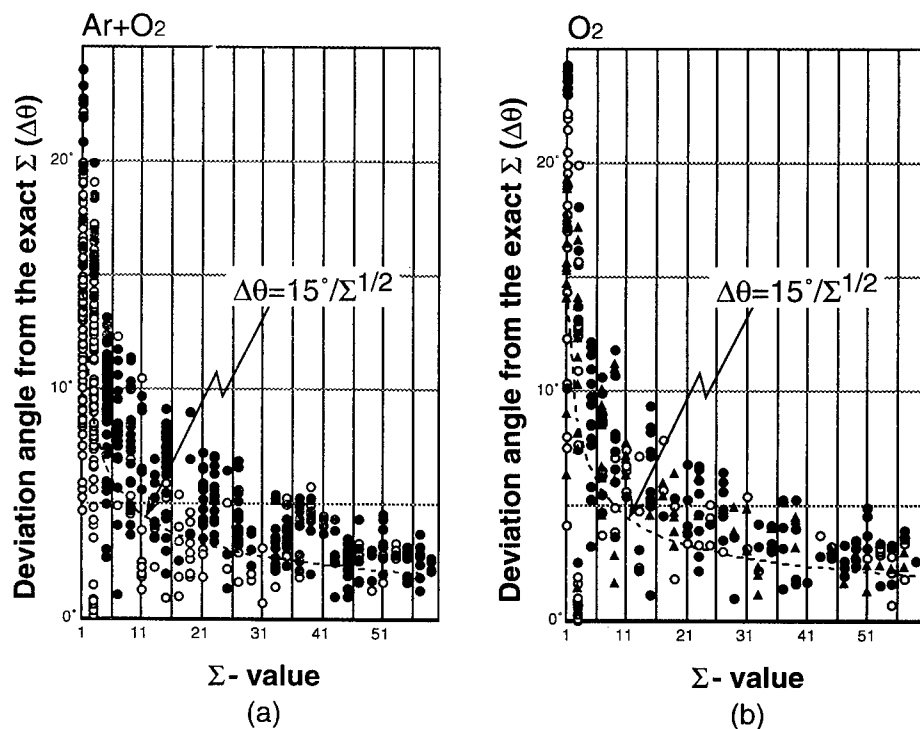 Ar+O2
O2
Deviation angle from the exact Σ (Δθ)
20°
10°
0°
Δθ=15°/Σ1/2
1 11 21 31 41 51
Σ- value
(a)
Deviation angle from the exact Σ (Δθ)
20°
10°
0°
Δθ=15°/Σ1/2
1 11 21 31 41 51
Σ- value
(b)